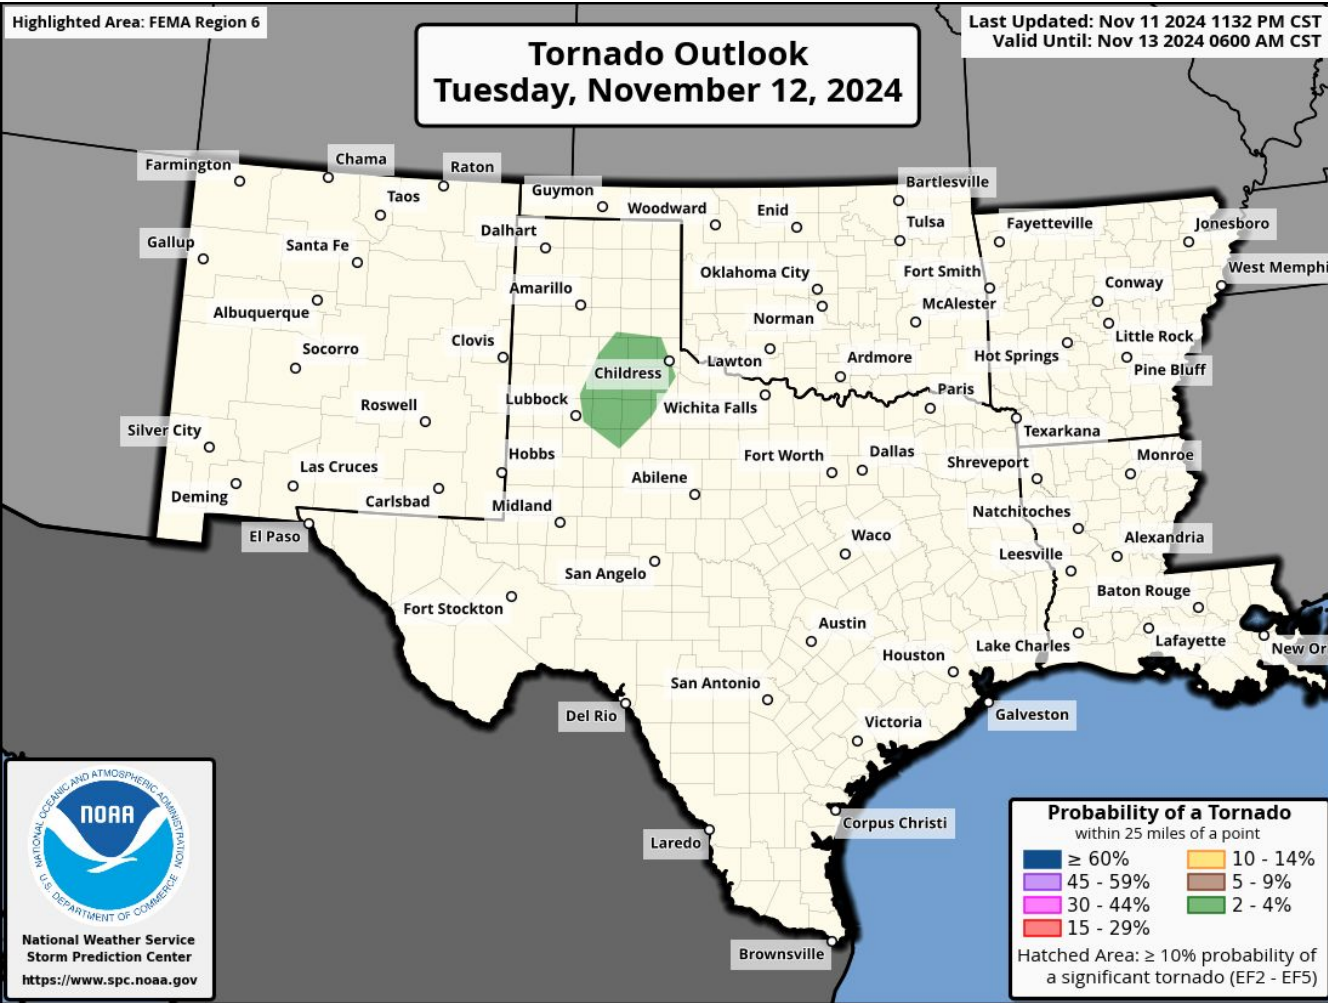 Highlighted Area: FEMA Region 6
Last Updated: Nov 11 2024 1132 PM CST
Valid Until: Nov 13 2024 0600 AM CST
Tornado Outlook
Tuesday, November 12, 2024
Farmington
Chama
Raton
Taos
Guymon
Woodward
Enid
Bartlesville
Tulsa
Fayetteville
Jonesboro
Gallup
Santa Fe
Dalhart
Oklahoma City
Fort Smith
West Memphi
Albuquerque
Amarillo
Norman
McAlester
Conway
Socorro
Clovis
Childress
Lawton
Ardmore
Hot Springs
Little Rock
Pine Bluff
Roswell
Lubbock
Wichita Falls
Paris
Texarkana
Silver City
Las Cruces
Hobbs
Abilene
Fort Worth
Dallas
Shreveport
Monroe
Deming
Carlsbad
Midland
Natchitoches
El Paso
San Angelo
Waco
Leesville
Alexandria
Fort Stockton
Baton Rouge
Austin
Houston
Lake Charles
Lafayette
New Or
San Antonio
Del Rio
Victoria
Galveston
Laredo
Corpus Christi
Brownsville
NATIONAL OCEANIC AND ATMOSPHERIC ADMINISTRATION
NOAA
U.S. DEPARTMENT OF COMMERCE
National Weather Service
Storm Prediction Center
https://www.spc.noaa.gov
Probability of a Tornado
within 25 miles of a point
≥ 60%
45 - 59%
30 - 44%
15 - 29%
10 - 14%
5 - 9%
2 - 4%
Hatched Area: ≥ 10% probability of
a significant tornado (EF2 - EF5)